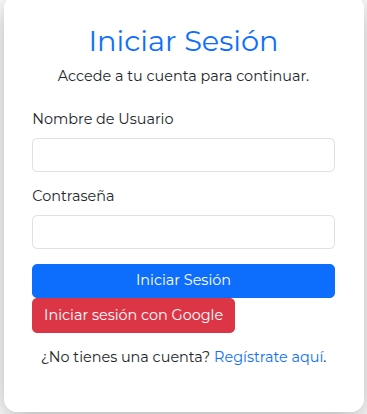 Iniciar Sesión
Accede a tu cuenta para continuar.
Nombre de Usuario
Contraseña
Iniciar Sesión
Iniciar sesión con Google
¿No tienes una cuenta? Regístrate aquí.